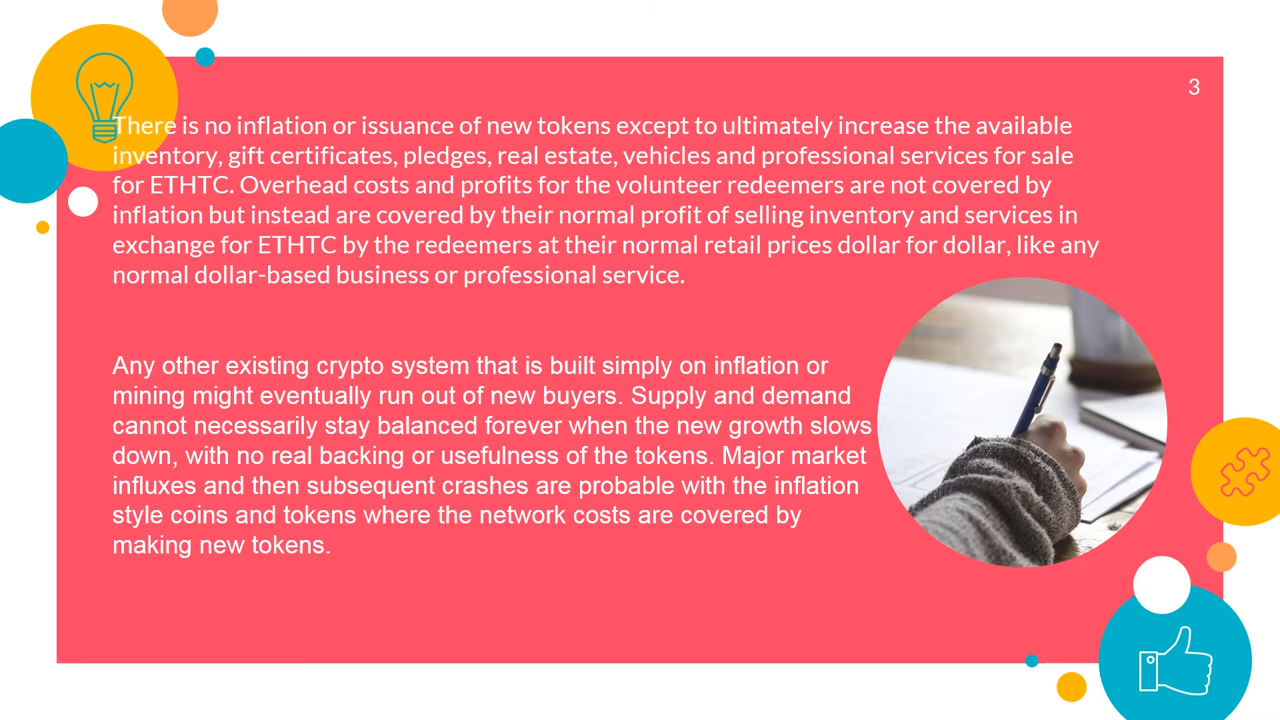 3
There is no inflation or issuance of new tokens except to ultimately increase the available
inventory, gift certificates, pledges, real estate, vehicles and professional services for sale
for ETHTC. Overhead costs and profits for the volunteer redeemers are not covered by
inflation but instead are covered by their normal profit of selling inventory and services in
exchange for ETHTC by the redeemers at their normal retail prices dollar for dollar, like any
normal dollar-based business or professional service.
Any other existing crypto system that is built simply on inflation or
mining might eventually run out of new buyers. Supply and demand
cannot necessarily stay balanced forever when the new growth slows
down, with no real backing or usefulness of the tokens. Major market
influxes and then subsequent crashes are probable with the inflation
style coins and tokens where the network costs are covered by
making new tokens.